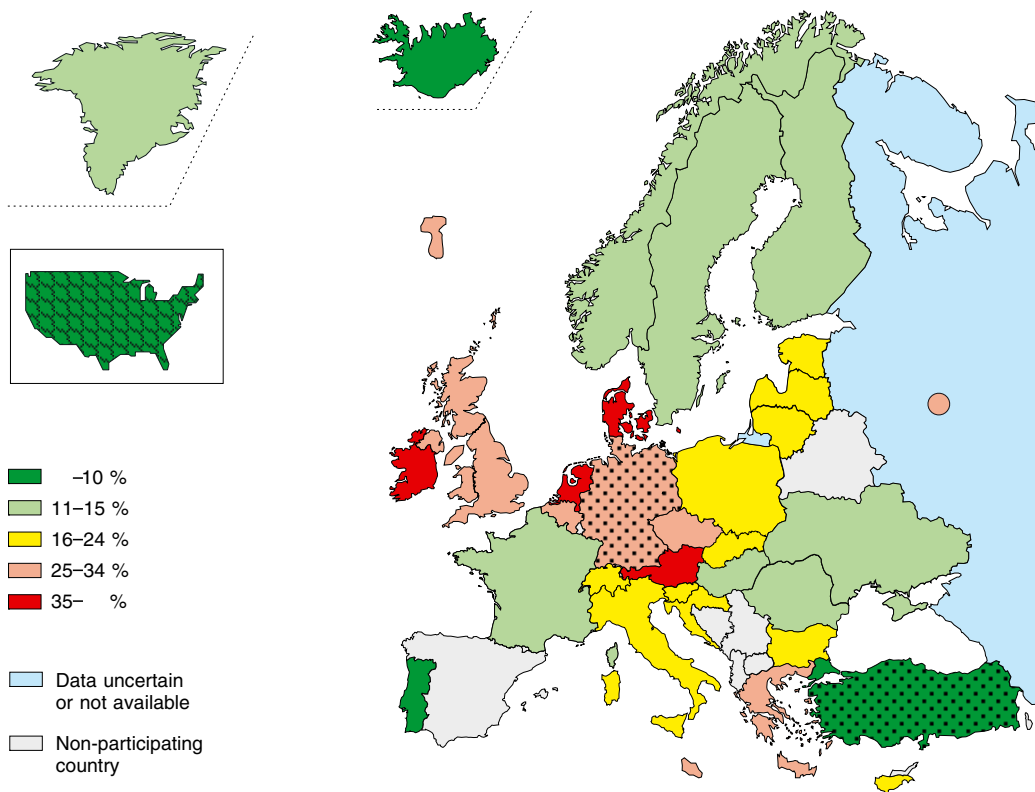 –10 %
11–15 %
16–24 %
25–34 %
35– %
Data uncertain
or not available
Non-participating
country